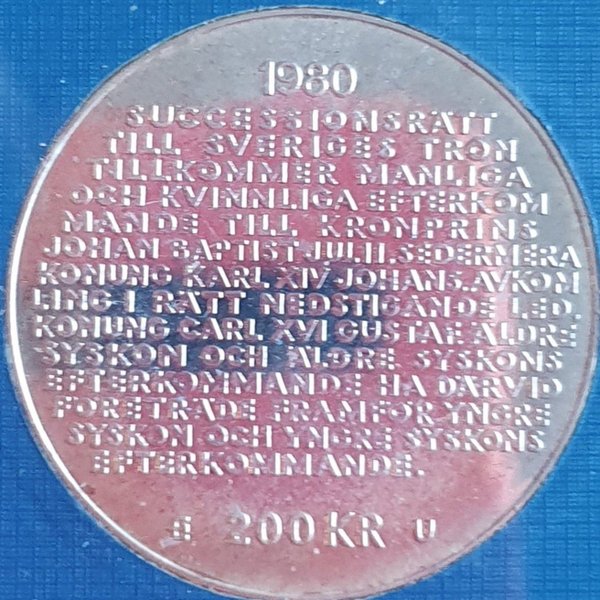 1980
SUCCESSIONSRÄTT
TILL SVERIGES TRON
TILLKOMMER MANLIGA
OCH KVINNLIGA EFTERKOM
MANDE TILL KRONPRINS
JOHAN BAPTIST JULII, SEDERMERA
KONUNG KARL XIV JOHANS, AVKOM
LING I RÄTT NEDSTIGANDE LED.
KONUNG CARL XVI GUSTAF ÄLDRE
SYSKON OCH ÄLDRE SYSKONS
EFTERKOMMANDE HA DÄRVID
FÖRETRÄDE FRAMFÖR YNGRE
SYSKON OCH YNGRE SYSKONS
EFTERKOMMANDE.
200 KR U